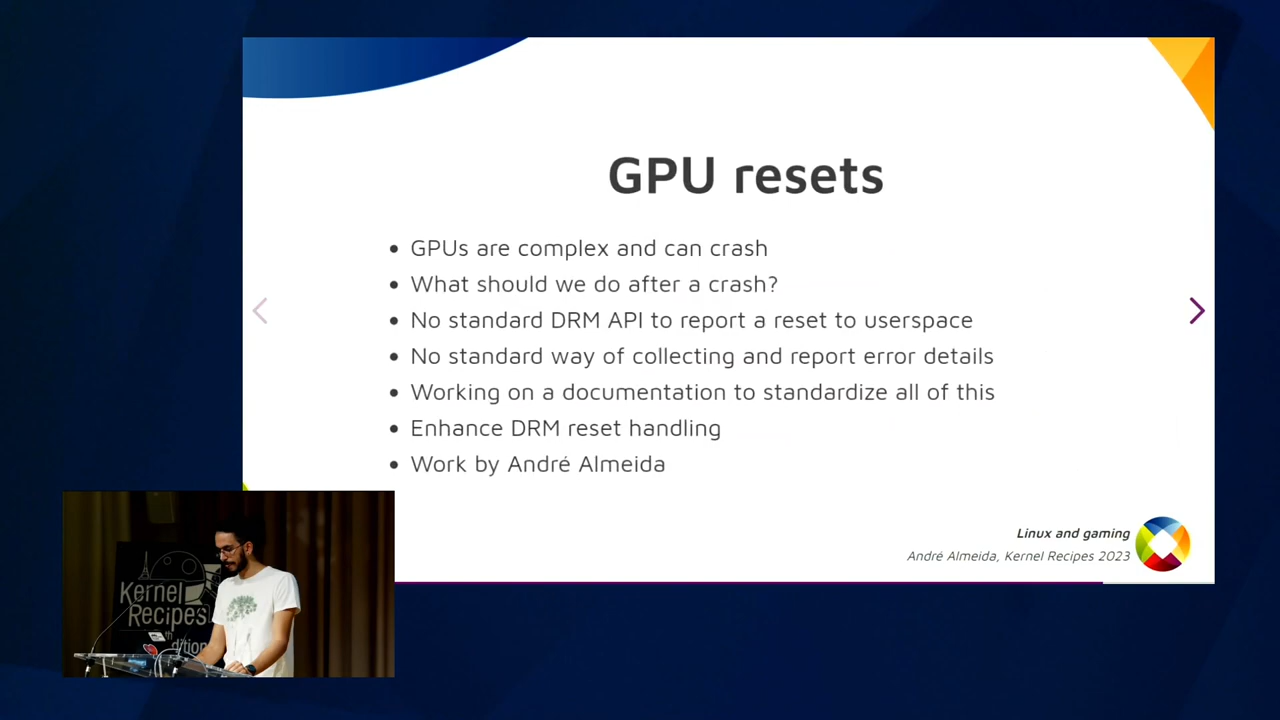 GPU resets
GPUs are complex and can crash
What should we do after a crash?
No standard DRM API to report a reset to userspace
No standard way of collecting and report error details
Working on a documentation to standardize all of this
Enhance DRM reset handling
Work by André Almeida
Linux and gaming
André Almeida, Kernel Recipes 2023
Kernel
Recipes
th
dition